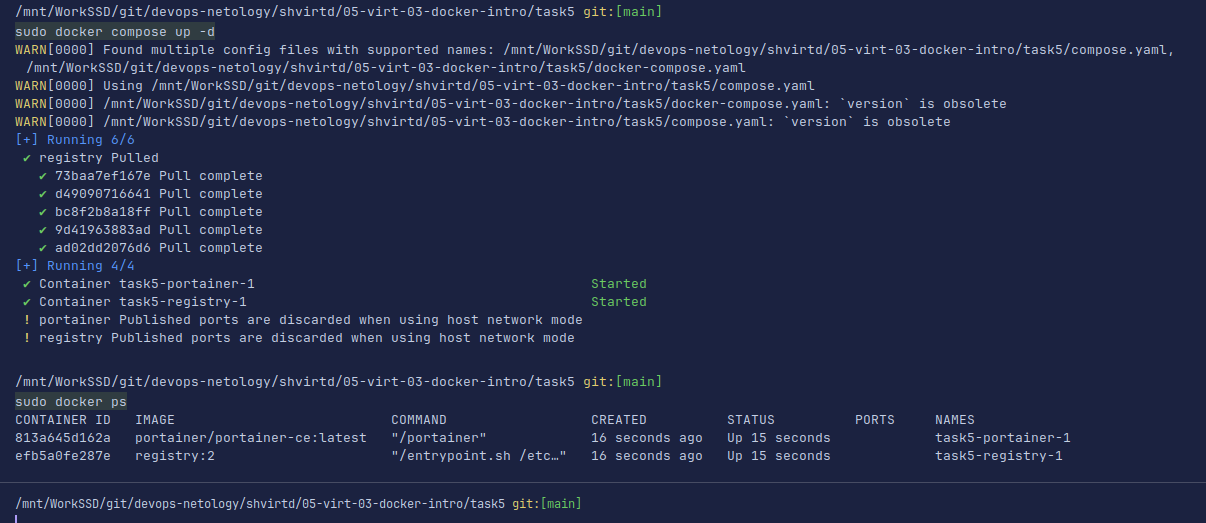 /mnt/WorkSSD/git/devops-netology/shvirtd/05-virt-03-docker-intro/task5 git:[main]
sudo docker compose up -d
WARN[0000] Found multiple config files with supported names: /mnt/WorkSSD/git/devops-netology/shvirtd/05-virt-03-docker-intro/task5/compose.yaml,
/mnt/WorkSSD/git/devops-netology/shvirtd/05-virt-03-docker-intro/task5/docker-compose.yaml
WARN[0000] Using /mnt/WorkSSD/git/devops-netology/shvirtd/05-virt-03-docker-intro/task5/compose.yaml
WARN[0000] /mnt/WorkSSD/git/devops-netology/shvirtd/05-virt-03-docker-intro/task5/docker-compose.yaml: `version` is obsolete
WARN[0000] /mnt/WorkSSD/git/devops-netology/shvirtd/05-virt-03-docker-intro/task5/compose.yaml: `version` is obsolete
[+] Running 6/6
✔ registry Pulled
✔ 73baa7ef167e Pull complete
✔ d49090716641 Pull complete
✔ bc8f2b8a18ff Pull complete
✔ 9d41963883ad Pull complete
✔ ad02dd2076d6 Pull complete
[+] Running 4/4
✔ Container task5-portainer-1 Started
✔ Container task5-registry-1 Started
! portainer Published ports are discarded when using host network mode
! registry Published ports are discarded when using host network mode
/mnt/WorkSSD/git/devops-netology/shvirtd/05-virt-03-docker-intro/task5 git:[main]
sudo docker ps
CONTAINER ID IMAGE COMMAND CREATED STATUS PORTS NAMES
813a645d162a portainer/portainer-ce:latest "/portainer" 16 seconds ago Up 15 seconds task5-portainer-1
efb5a0fe287e registry:2 "/entrypoint.sh /etc…" 16 seconds ago Up 15 seconds task5-registry-1
/mnt/WorkSSD/git/devops-netology/shvirtd/05-virt-03-docker-intro/task5 git:[main]